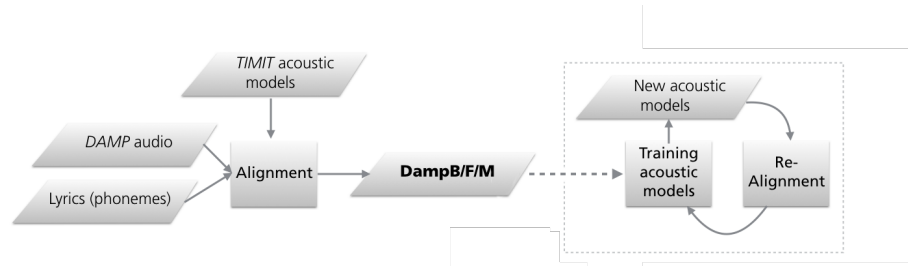 TIMIT acoustic
models
DAMP audio
Lyrics (phonemes)
Alignment
DampB/F/M
New acoustic
models
Training
acoustic
models
Re-
Alignment